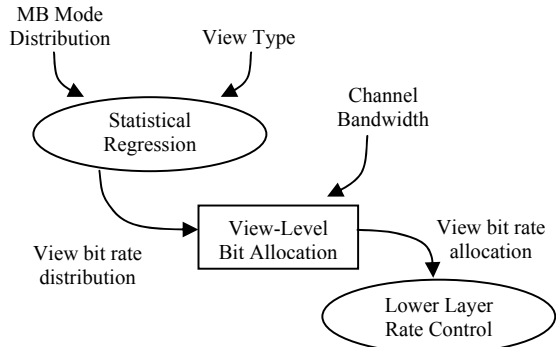 MB Mode
Distribution
View Type
Statistical
Regression
Channel
Bandwidth
View-Level
Bit Allocation
View bit rate
distribution
View bit rate
allocation
Lower Layer
Rate Control